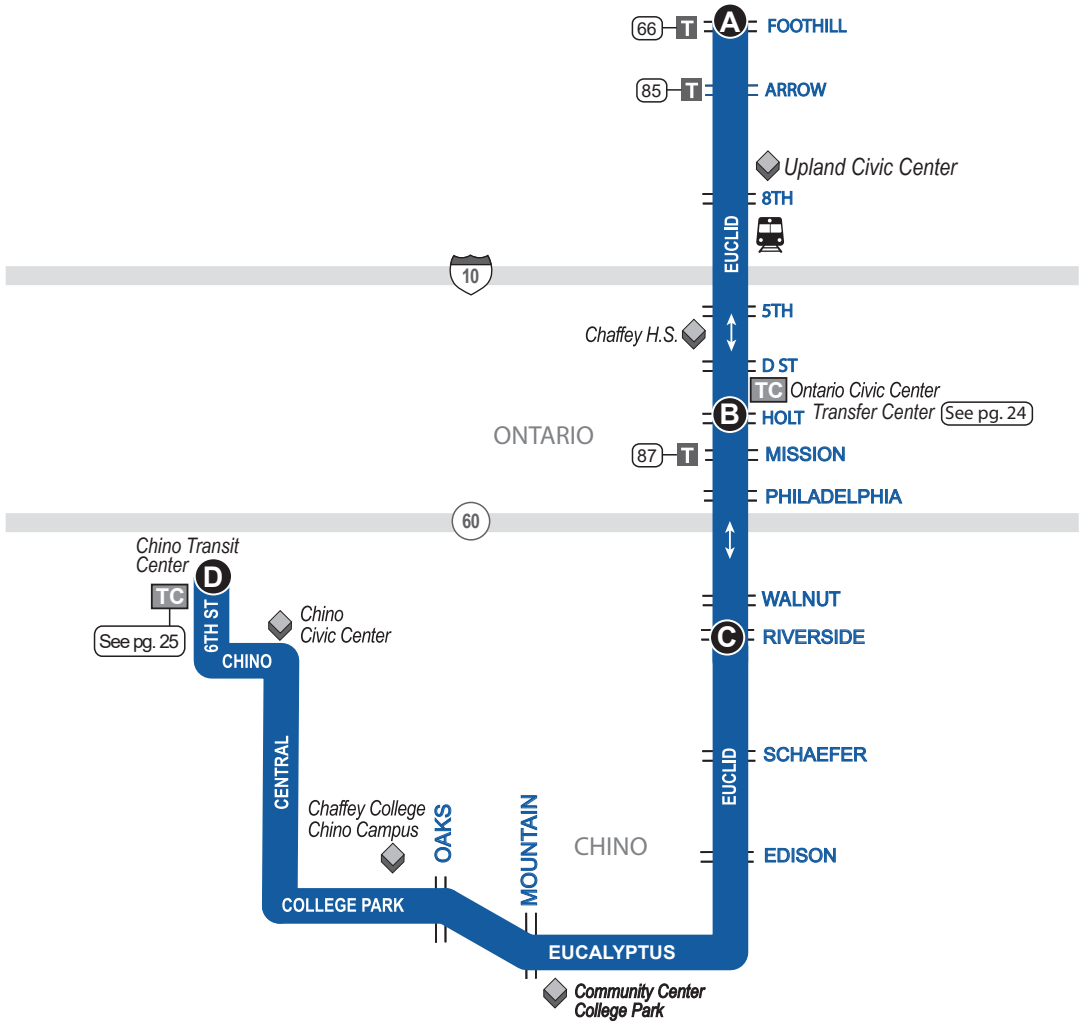 66 T A FOOTHILL
85 T ARROW
Upland Civic Center
8TH
EUCLID
10
5TH
Chaffey H.S.
D ST
TC Ontario Civic Center
B HOLT Transfer Center See pg. 24
ONTARIO
87 T MISSION
PHILADELPHIA
60
Chino Transit
Center
D
TC
See pg. 25
6TH ST
Chino
Civic Center
CHINO
WALNUT
C RIVERSIDE
CENTRAL
SCHAEFER
EUCLID
Chaffey College
Chino Campus
OAKS
MOUNTAIN
CHINO
EDISON
COLLEGE PARK
EUCALYPTUS
Community Center
College Park